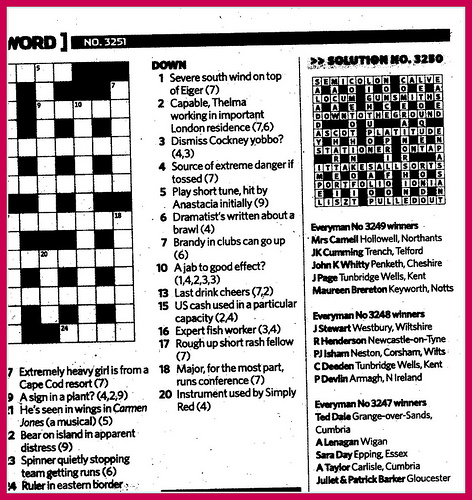 WORD ] NO. 3251
5
7
9
10
18
20
24
7 Extremely heavy girl is from a
Cape Cod resort (7)
9 A sign in a plant? (4,2,9)
1 He's seen in wings in Carmen
Jones (a musical) (5)
2 Bear on island in apparent
distress (9)
3 Spinner quietly stopping
team getting runs (6)
4 Ruler in eastern border
DOWN
1 Severe south wind on top
of Eiger (7)
2 Capable, Thelma
working in important
London residence (7,6)
3 Dismiss Cockney yobbo?
(4,3)
4 Source of extreme danger if
tossed (7)
5 Play short tune, hit by
Anastacia initially (9)
6 Dramatist's written about a
brawl (4)
7 Brandy in clubs can go up
(6)
10 A jab to good effect?
(1,4,2,3,3)
13 Last drink cheers (7,2)
15 US cash used in a particular
capacity (2,4)
16 Expert fish worker (3,4)
17 Rough up short rash fellow
(7)
18 Major, for the most part,
runs conference (7)
20 Instrument used by Simply
Red (4)
>> SOLUTION NO. 3250
SEMICOLON CALVE
LOCUM GUNSMITHS
DOWNTOTHEGROUND
ASCOT PLATITUDE
STATIONER ONTAP
ITTAKESALLSORTS
PORTFOLIO IONIAN
LISZT PULLEDOUT
Everyman No 3249 winners
Mrs Camell Hollowell, Northants
JK Cumming Trench, Telford
John K Whitty Penketh, Cheshire
J Page Tunbridge Wells, Kent
Maureen Brereton Keyworth, Notts
Everyman No 3248 winners
J Stewart Westbury, Wiltshire
R Henderson Newcastle-on-Tyne
PJ Isham Neston, Corsham, Wilts
C Deeden Tunbridge Wells, Kent
P Devlin Armagh, N Ireland
Everyman No 3247 winners
Ted Dale Grange-over-Sands,
Cumbria
A Lenagan Wigan
Sara Day Epping, Essex
A Taylor Carlisle, Cumbria
Juliet & Patrick Barker Gloucester